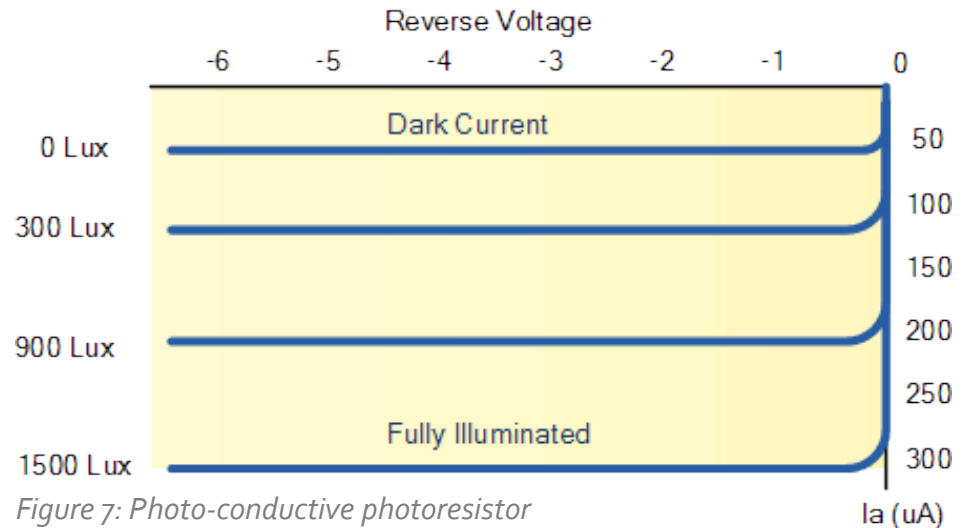 Reverse Voltage
-6 -5 -4 -3 -2 -1 0
Dark Current
0 Lux
50
100
300 Lux
150
200
900 Lux
250
Fully Illuminated
300
1500 Lux
Figure 7: Photo-conductive photoresistor
Ia (uA)